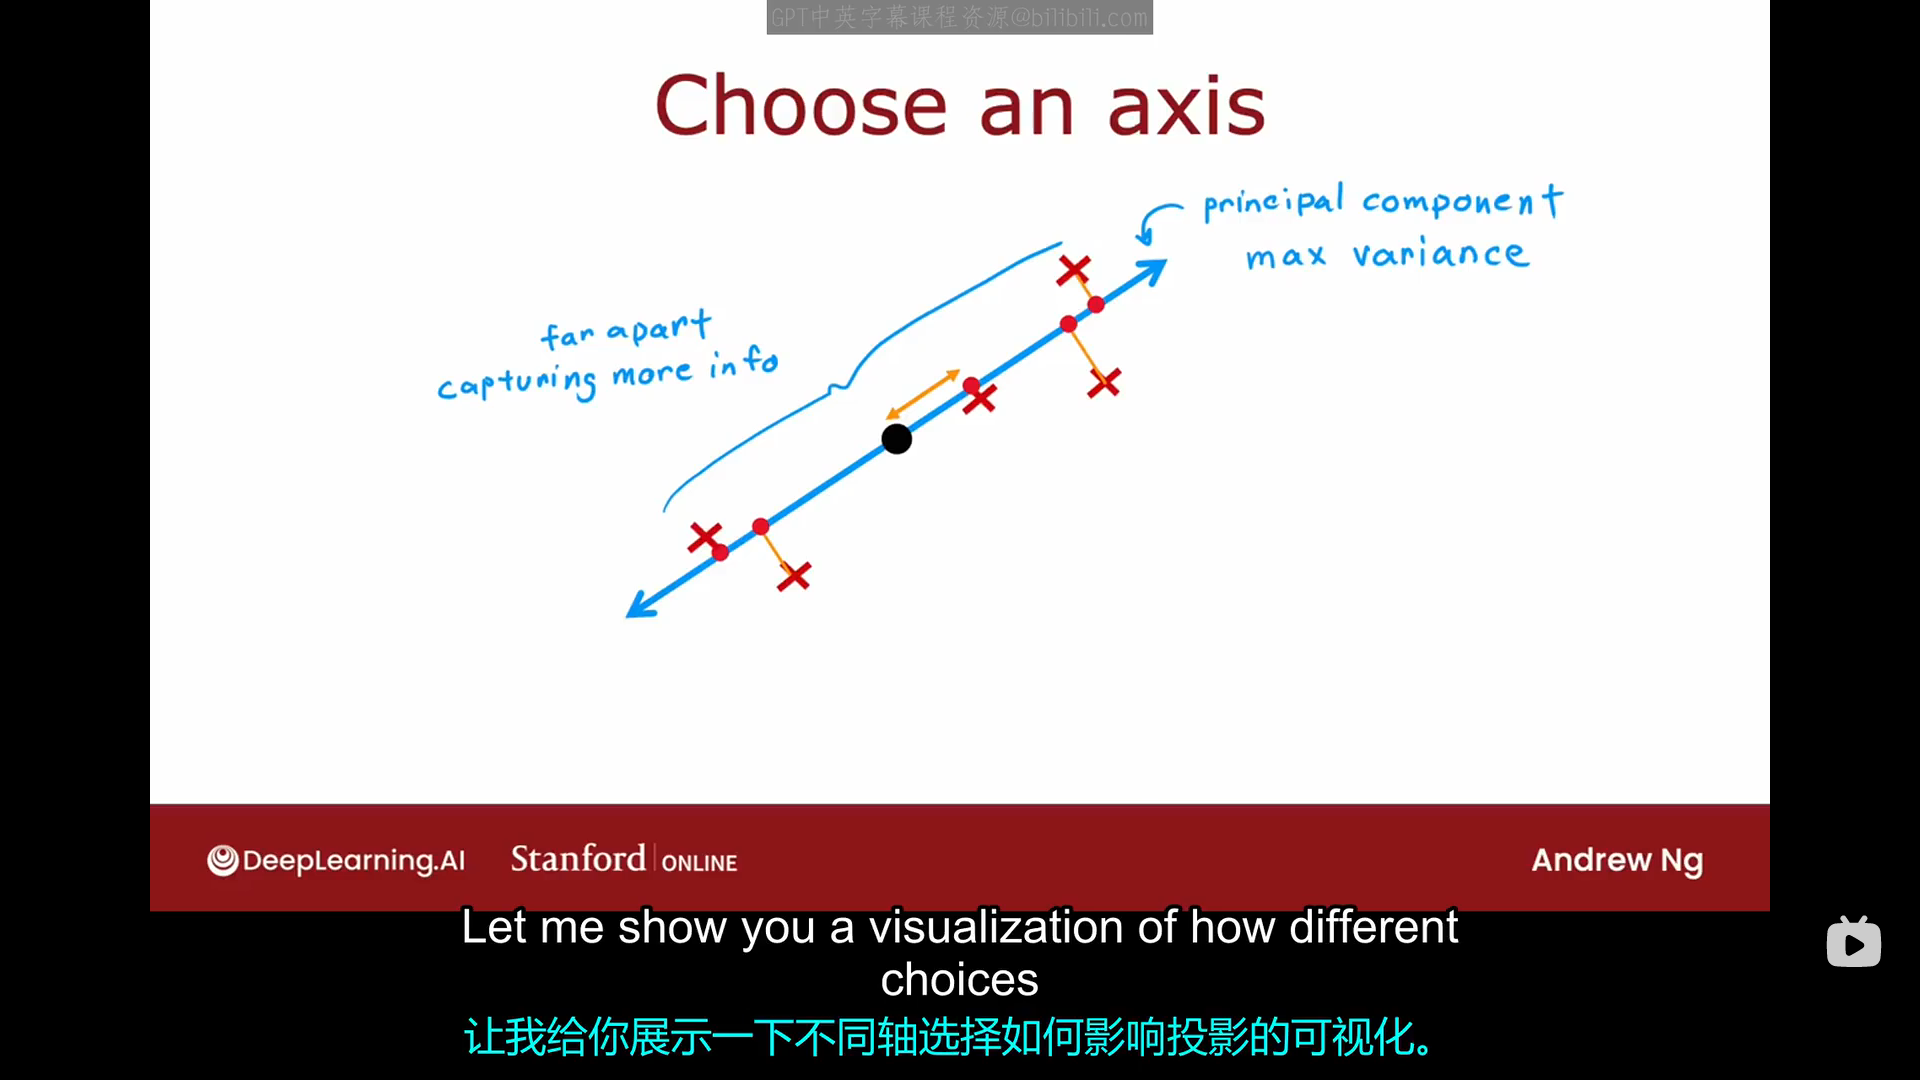 GPT中英字幕课程资源@bilibili.com
Choose an axis
principal component
max variance
far apart
capturing more info
DeepLearning.AI
Stanford ONLINE
Andrew Ng
Let me show you a visualization of how different
choices
让我给你展示一下不同轴选择如何影响投影的可视化。